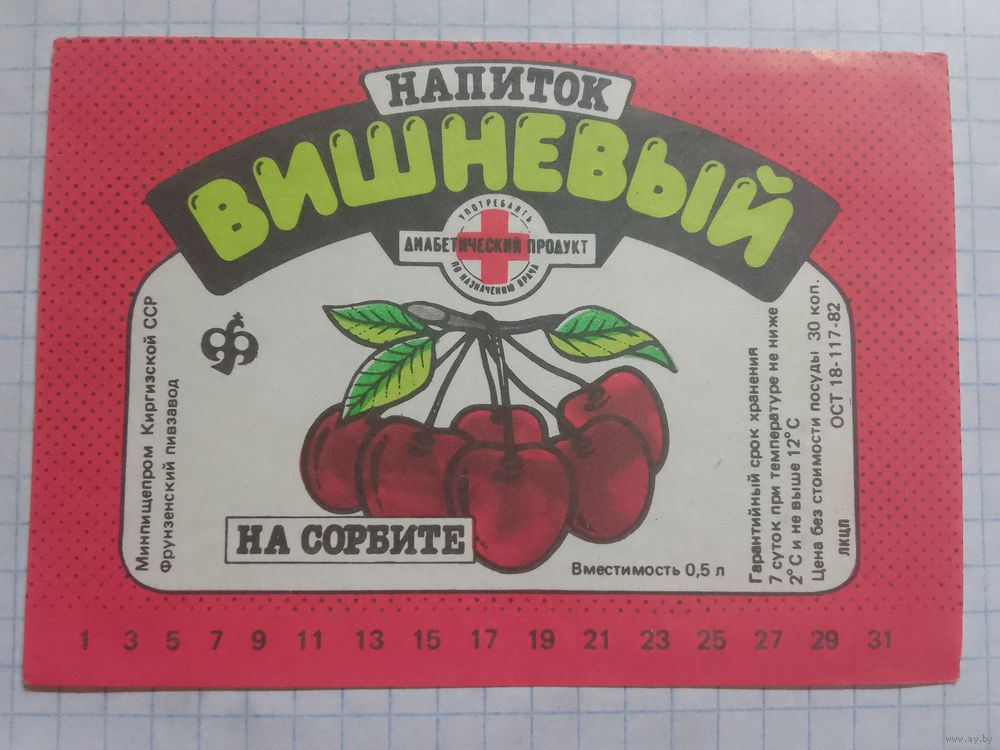 НАПИТОК
ВИШНЕВЫЙ
УПОТРЕБЛЯТЬ
ДИАБЕТИЧЕСКИЙ ПРОДУКТ
ПО НАЗНАЧЕНИЮ ВРАЧА
Минпищепром Киргизской ССР
Фрунзенский пивзавод
НА СОРБИТЕ
Вместимость 0,5 л
Гарантийный срок хранения
7 суток при температуре не ниже
2°С и не выше 12°С
Цена без стоимости посуды 30 коп.
ЛКЦП ОСТ 18-117-82
1 3 5 7 9 11 13 15 17 19 21 23 25 27 29 31
www.ay.by